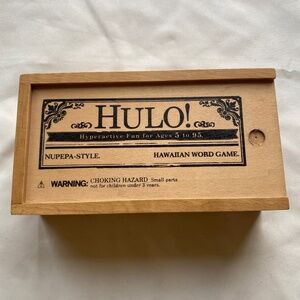 HULO!
Hyperactive Fun for Ages 5 to 95.
NUPEPA-STYLE. HAWAIIAN WORD GAME.
⚠ WARNING: CHOKING HAZARD Small parts
not for children under 3 years.